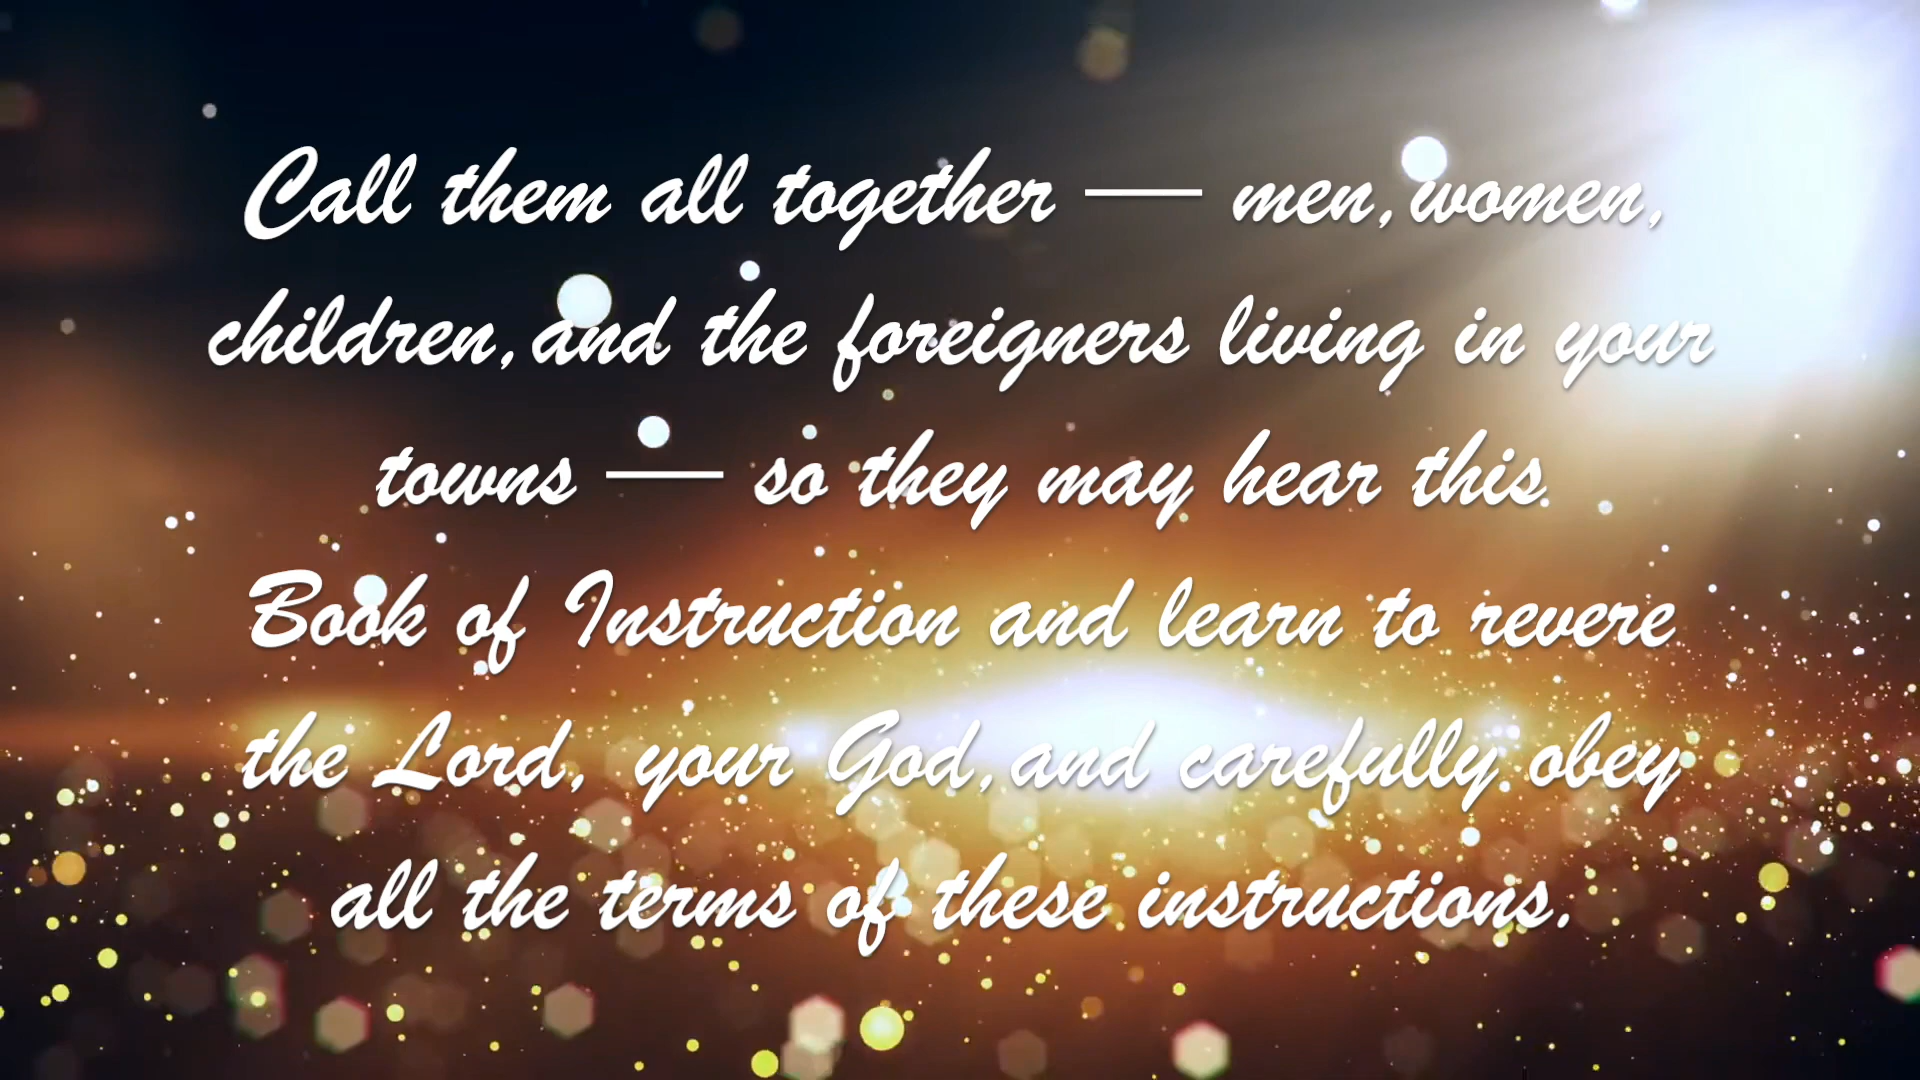 Call them all together — men, women,
children, and the foreigners living in your
towns — so they may hear this
Book of Instruction and learn to revere
the Lord, your God, and carefully obey
all the terms of these instructions.